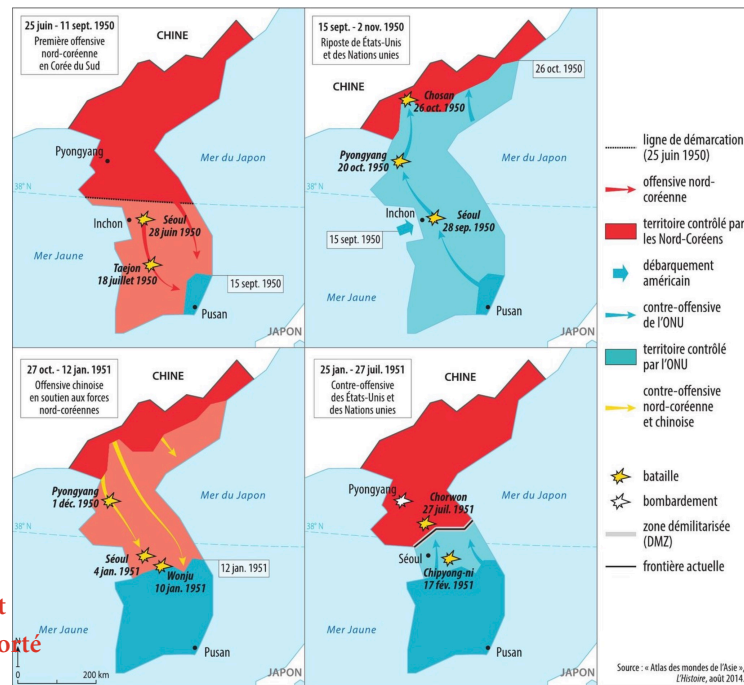 25 juin - 11 sept. 1950
Première offensive
nord-coréenne
en Corée du Sud
CHINE
Pyongyang
Mer du Japon
38° N
Inchon
Séoul
28 juin 1950
Mer Jaune
Taejon
18 juillet 1950
15 sept. 1950
Pusan
JAPON
15 sept. - 2 nov. 1950
Riposte de États-Unis
et des Nations unies
CHINE
26 oct. 1950
CHINE
Chosan
26 oct. 1950
Pyongyang
20 oct. 1950
Mer du Japon
38° N
Inchon
Séoul
28 sep. 1950
15 sept. 1950
Mer Jaune
Pusan
JAPON
27 oct. - 12 jan. 1951
Offensive chinoise
en soutien aux forces
nord-coréennes
CHINE
Pyongyang
1 déc. 1950
Mer du Japon
38° N
Séoul
4 jan. 1951
Wonju
10 jan. 1951
12 jan. 1951
Mer Jaune
Pusan
JAPON
N
0
200 km
25 jan. - 27 juil. 1951
Contre-offensive
des États-Unis et
des Nations unies
CHINE
Pyongyang
Chorwon
27 juil. 1951
Mer du Japon
38° N
Séoul
Chipyong-ni
17 fév. 1951
Mer Jaune
Pusan
JAPON
ligne de démarcation
(25 juin 1950)
offensive nord-
coréenne
territoire contrôlé par
les Nord-Coréens
débarquement
américain
contre-offensive
de l'ONU
territoire contrôlé
par l'ONU
contre-offensive
nord-coréenne
et chinoise
bataille
bombardement
zone démilitarisée
(DMZ)
frontière actuelle
Source : « Atlas des mondes de l'Asie »,
L'Histoire, août 2014.